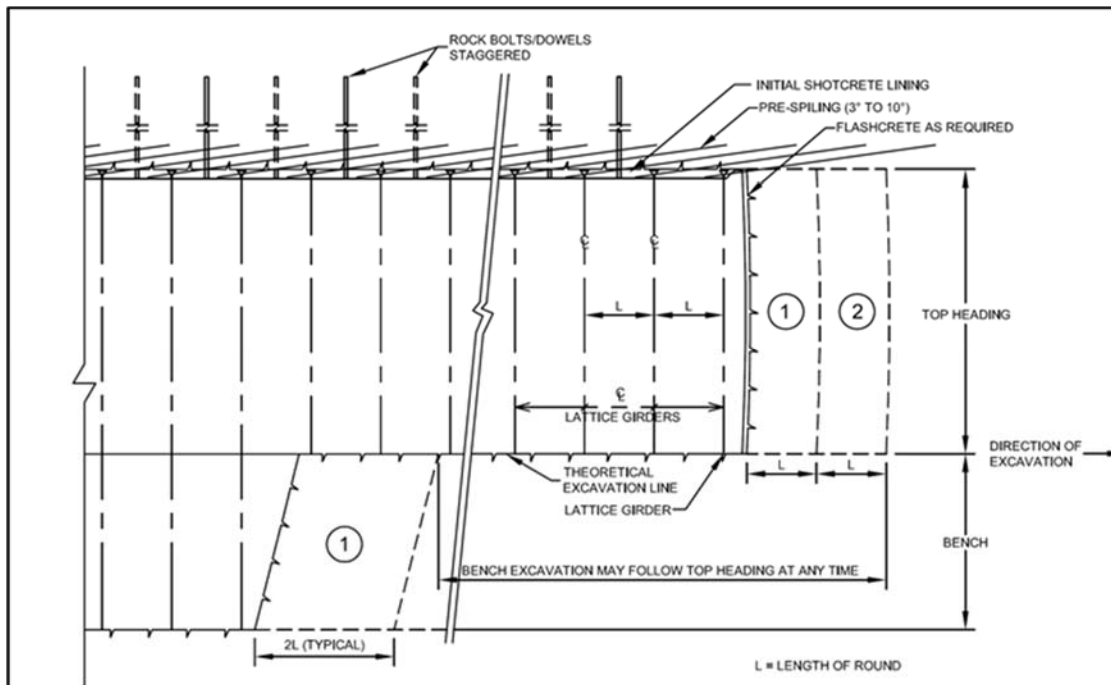 ROCK BOLTS/DOWELS
STAGGERED
INITIAL SHOTCRETE LINING
PRE-SPILING (3° TO 10°)
FLASHCRETE AS REQUIRED
℄
℄
L
L
1
2
TOP HEADING
℄
LATTICE GIRDERS
DIRECTION OF
EXCAVATION
THEORETICAL
EXCAVATION LINE
L
L
LATTICE GIRDER
1
BENCH
BENCH EXCAVATION MAY FOLLOW TOP HEADING AT ANY TIME
2L (TYPICAL)
L = LENGTH OF ROUND